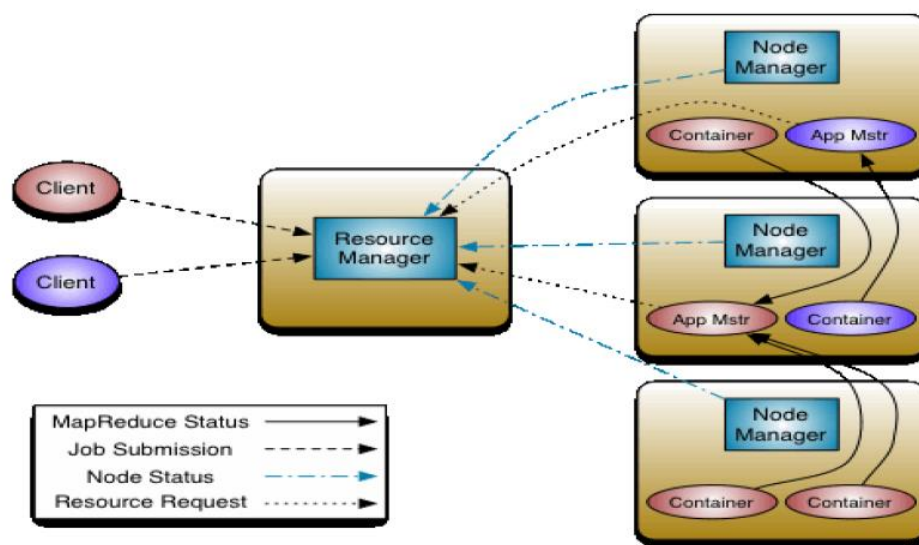 Node
Manager
Container
App Mstr
Client
Resource
Manager
Node
Manager
Client
App Mstr
Container
MapReduce Status
Job Submission
Node Status
Resource Request
Node
Manager
Container
Container